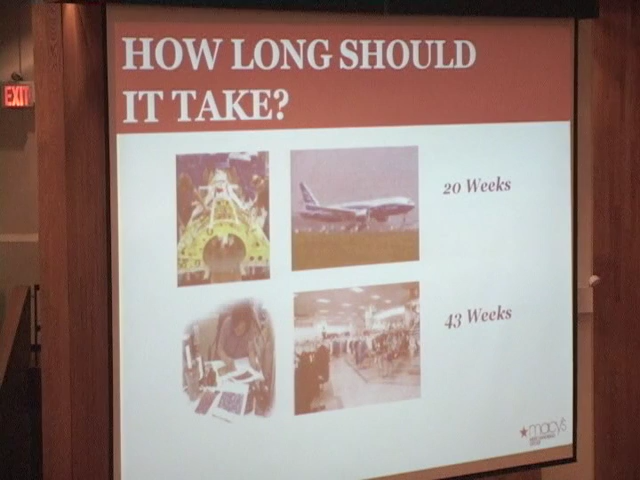 EXIT
HOW LONG SHOULD
IT TAKE?
20 Weeks
43 Weeks
macy's